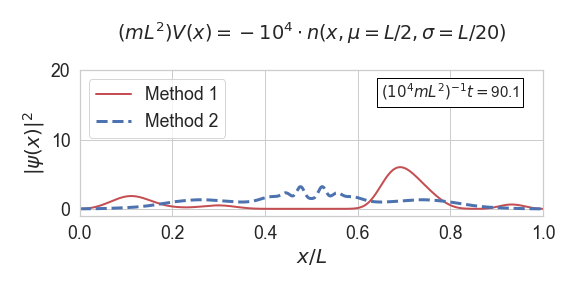 (mL²)V(x) = −10⁴ · n(x, μ = L/2, σ = L/20)
20
10
0
|ψ(x)|²
Method 1
Method 2
(10⁴mL²)⁻¹t = 90.1
0.0 0.2 0.4 0.6 0.8 1.0
x/L